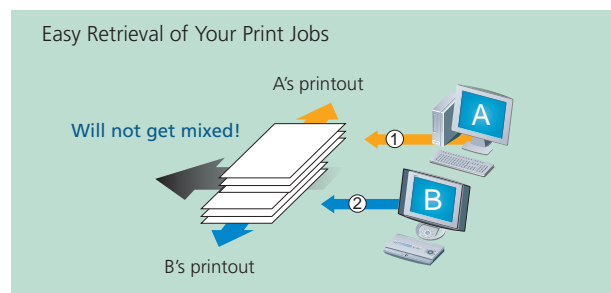 Easy Retrieval of Your Print Jobs
A's printout
Will not get mixed!
1
A
2
B
B's printout